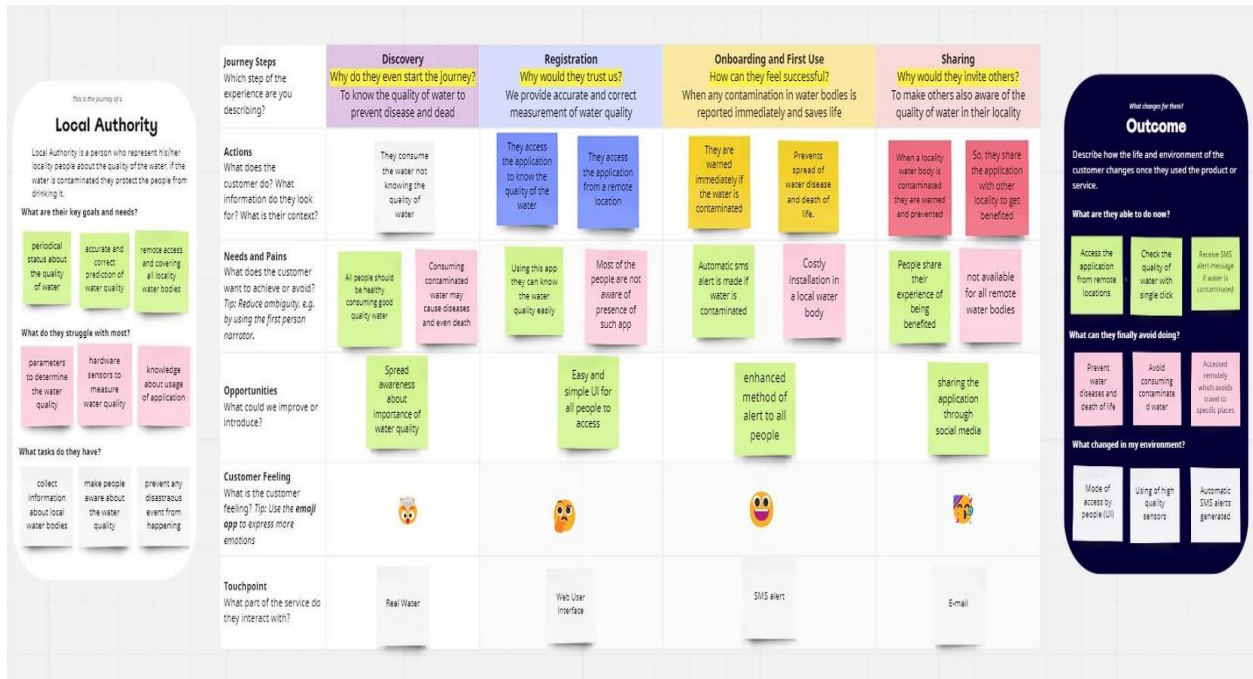 This is the journey of a
Local Authority
Local Authority is a person who represent his/her
locality people about the quality of the water, if the
water is contaminated they protect the people from
drinking it.
What are their key goals and needs?
periodical
status about
the quality
of water
accurate and
correct
prediction of
water quality
remote access
and covering
all locality
water bodies
What do they struggle with most?
parameters
to determine
the water
quality
hardware
sensors to
measure
water quality
knowledge
about usage
of application
What tasks do they have?
collect
information
about local
water bodies
make people
aware about
the water
quality
prevent any
disastrous
event from
happening
Journey Steps
Which step of the
experience are you
describing?
Discovery
Why do they even start the journey?
To know the quality of water to
prevent disease and dead
Registration
Why would they trust us?
We provide accurate and correct
measurement of water quality
Onboarding and First Use
How can they feel successful?
When any contamination in water bodies is
reported immediately and saves life
Sharing
Why would they invite others?
To make others also aware of the
quality of water in their locality
Actions
What does the
customer do? What
information do they look
for? What is their context?
They consume
the water not
knowing the
quality of
water
They access
the application
to know the
quality of the
water
They access
the application
from a remote
location
They are
warned
immediately if
the water is
contaminated
Prevents
spread of
water disease
and death of
life.
When a locality
water body is
contaminated
they are
warned and
prevented
So, they share
the application
with other
locality to get
benefited
Needs and Pains
What does the customer
want to achieve or avoid?
Tip: Reduce ambiguity, e.g.
by using the first person
narrator.
All people should
be healthy
consuming good
quality water
Consuming
contaminated
water may
cause diseases
and even death
Using this app
they can know
the water
quality easily
Most of the
people are not
aware of
presence of
such app
Automatic sms
alert is made if
water is
contaminated
Costly
installation in
a local water
body
People share
their
experience of
being
benefited
not available
for all remote
water bodies
Opportunities
What could we improve or
introduce?
Spread
awareness
about
importance of
water quality
Easy and
simple UI for
all people to
access
enhanced
method of
alert to all
people
sharing the
application
through
social media
Customer Feeling
What is the customer
feeling? Tip: Use the emoji
app to express more
emotions
Touchpoint
What part of the service do
they interact with?
Real Water
Web User
Interface
SMS alert
E-mail
What changes for them?
Outcome
Describe how the life and environment of the
customer changes once they used the product or
service.
What are they able to do now?
Access the
application
from remote
locations
Check the
quality of
water with
single click
Receive SMS
alert message
if water is
contaminated
What can they finally avoid doing?
Prevent
water
diseases and
death of life
Avoid
consuming
contaminate
d water
Accessed
remotely
which avoids
travel to
specific places
What changed in my environment?
Mode of
access by
people (UI)
Using of high
quality
sensors
Automatic
SMS alerts
generated